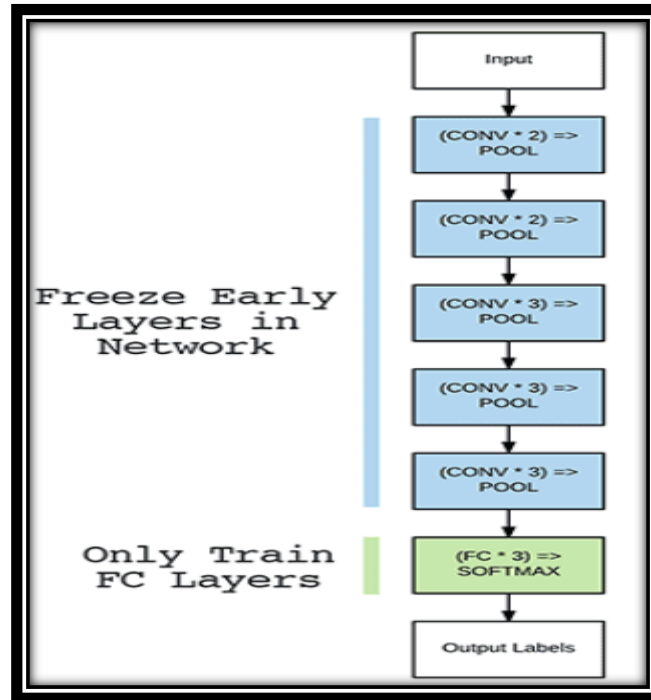 Input
(CONV * 2) =>
POOL
(CONV * 2) =>
POOL
(CONV * 3) =>
POOL
(CONV * 3) =>
POOL
(CONV * 3) =>
POOL
Freeze Early
Layers in
Network
(FC * 3) =>
SOFTMAX
Only Train
FC Layers
Output Labels